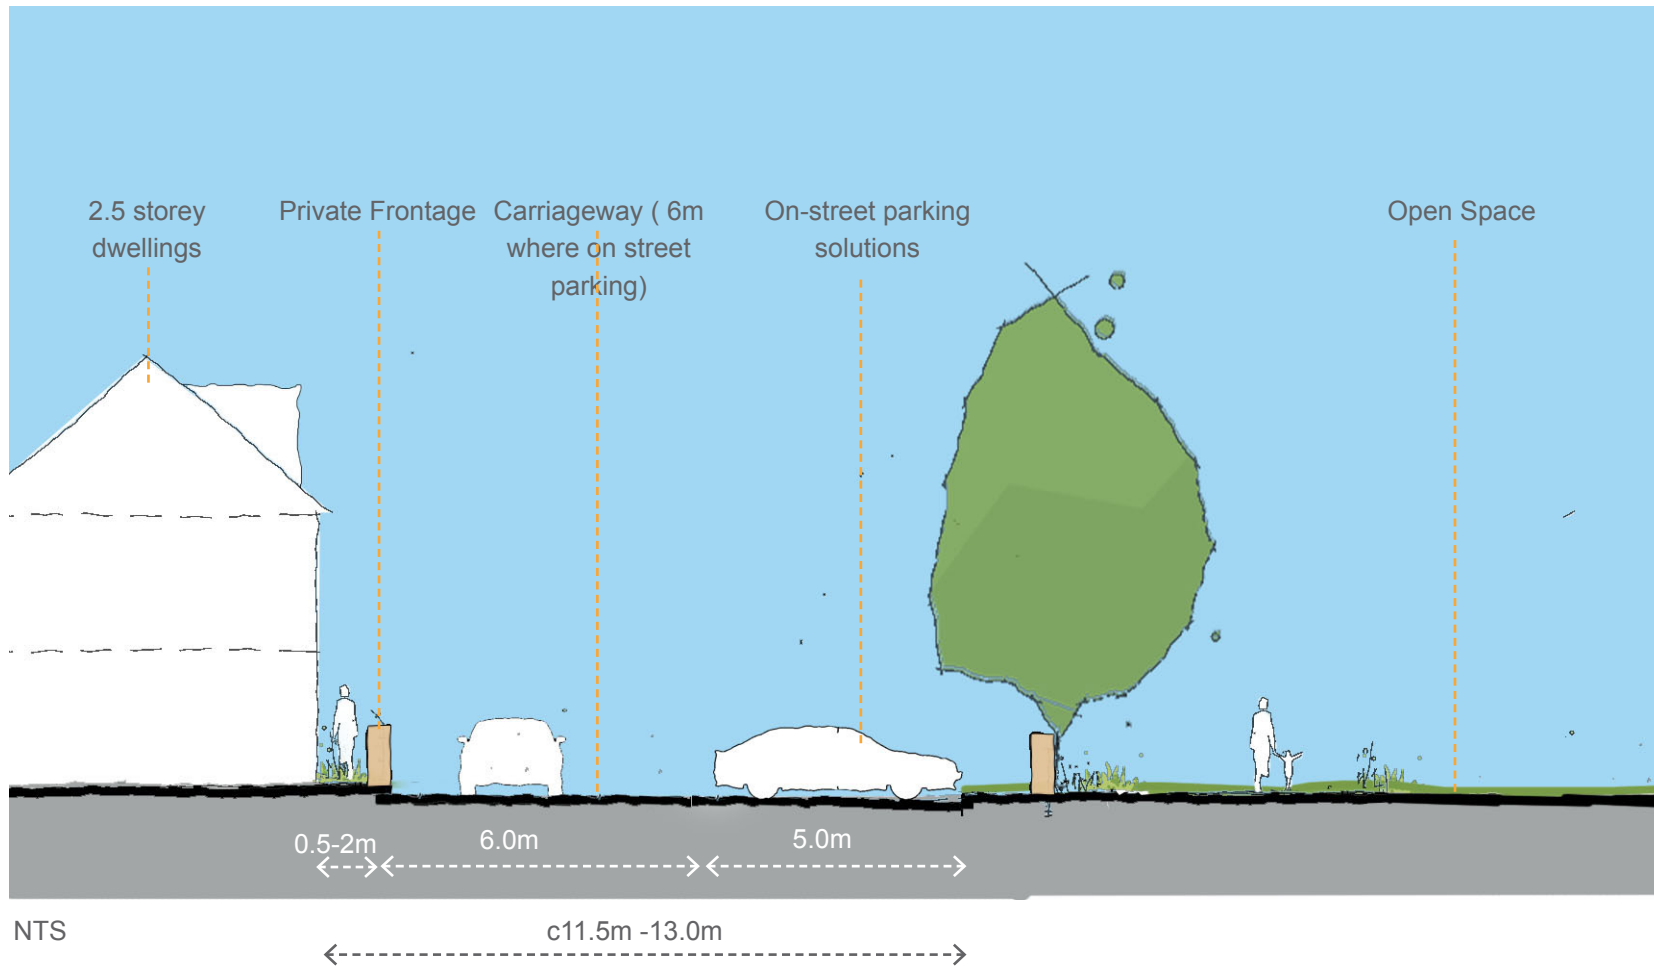 2.5 storey
dwellings
Private Frontage
Carriageway ( 6m
where on street
parking)
On-street parking
solutions
Open Space
0.5-2m
6.0m
5.0m
NTS
c11.5m -13.0m